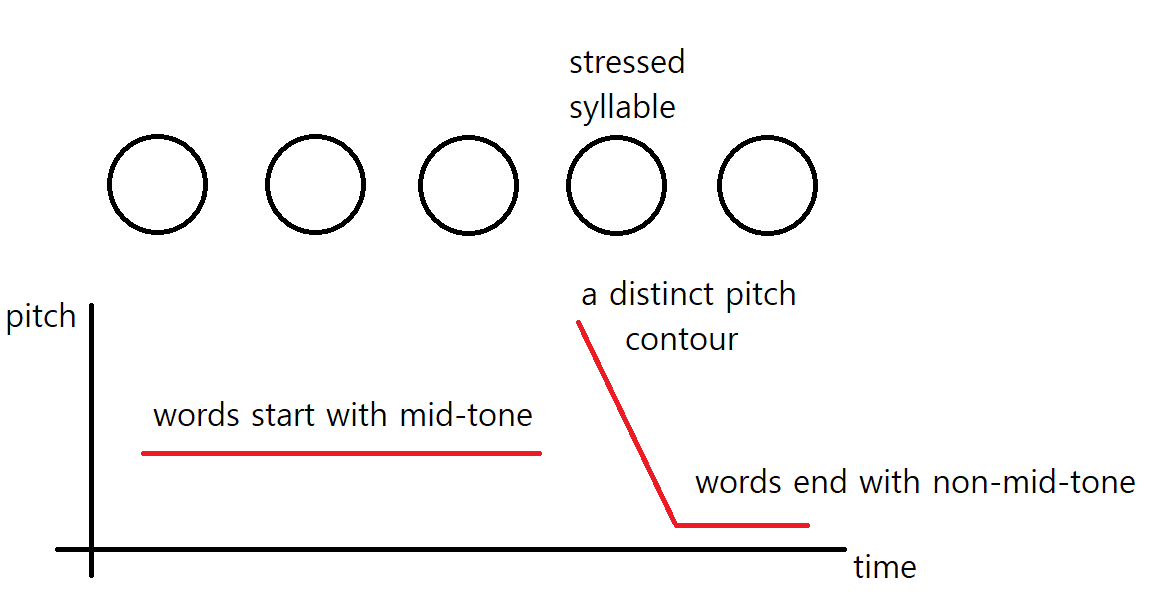 stressed
syllable
a distinct pitch
contour
pitch
words start with mid-tone
words end with non-mid-tone
time